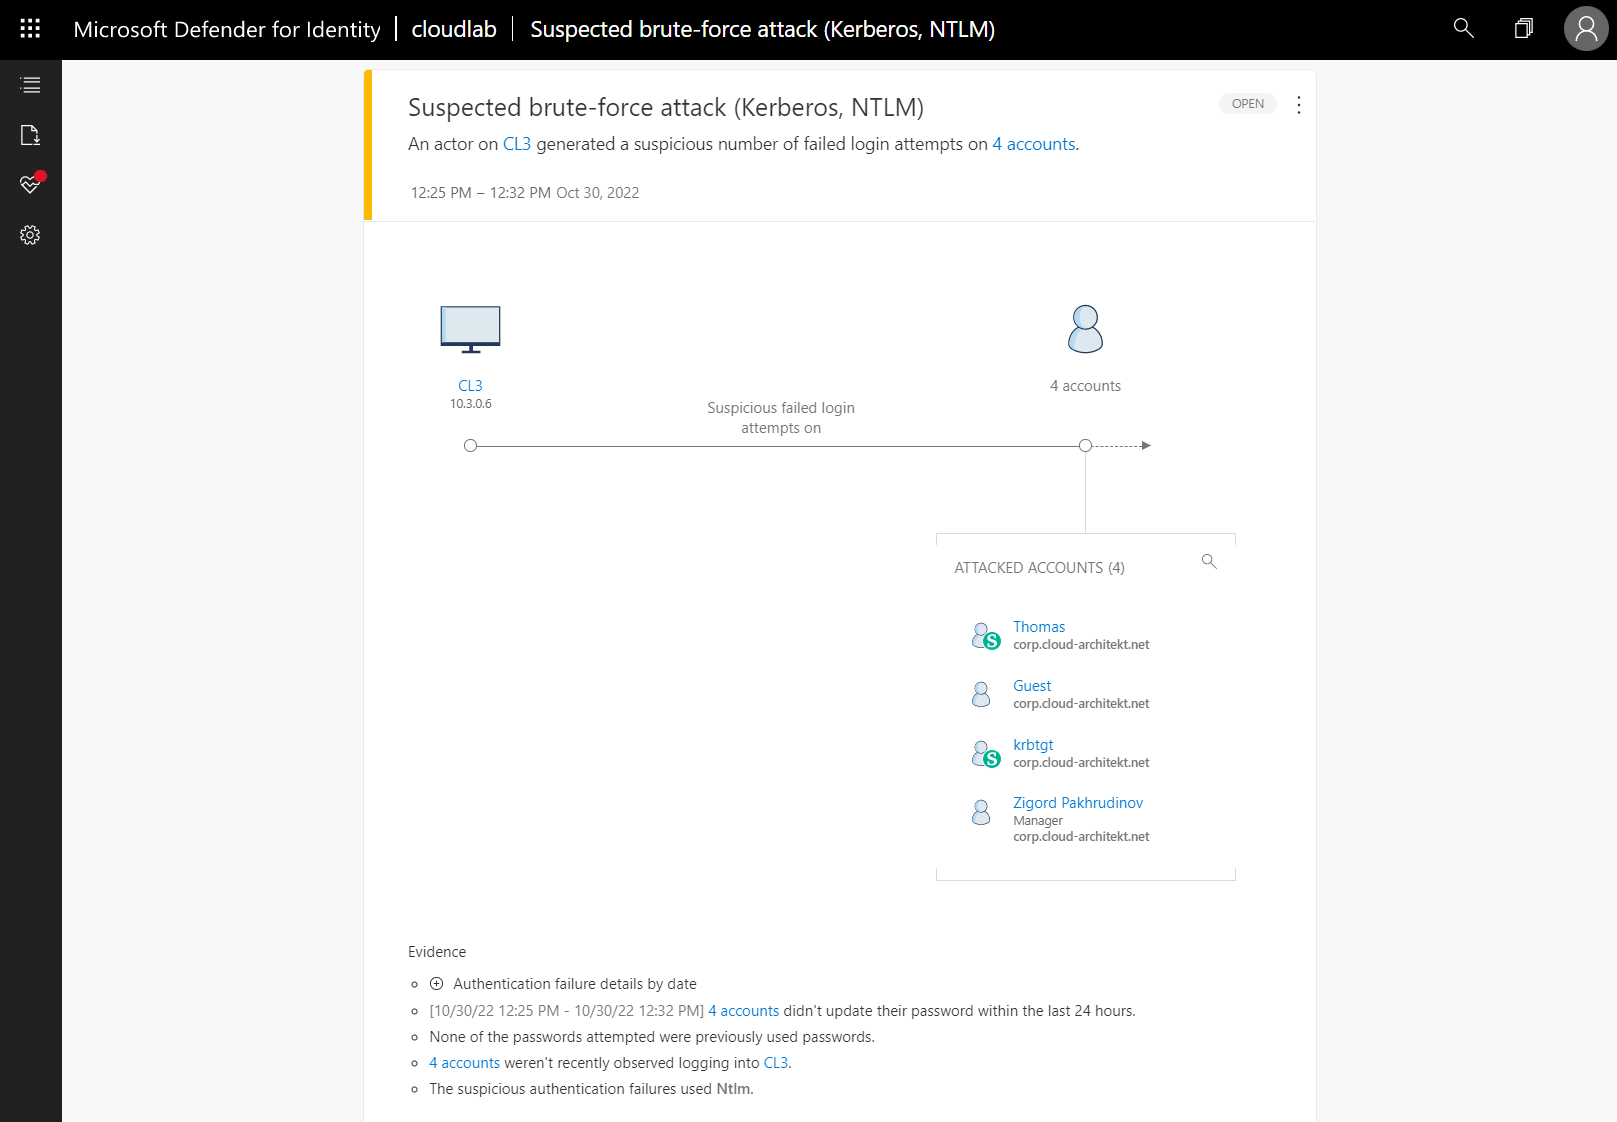 Microsoft Defender for Identity | cloudlab | Suspected brute-force attack (Kerberos, NTLM)
Suspected brute-force attack (Kerberos, NTLM)
OPEN
An actor on CL3 generated a suspicious number of failed login attempts on 4 accounts.
12:25 PM – 12:32 PM Oct 30, 2022
CL3
10.3.0.6
4 accounts
Suspicious failed login
attempts on
ATTACKED ACCOUNTS (4)
S
Thomas
corp.cloud-architekt.net
Guest
corp.cloud-architekt.net
S
krbtgt
corp.cloud-architekt.net
Zigord Pakhrudinov
Manager
corp.cloud-architekt.net
Evidence
Authentication failure details by date
[10/30/22 12:25 PM - 10/30/22 12:32 PM] 4 accounts didn't update their password within the last 24 hours.
None of the passwords attempted were previously used passwords.
4 accounts weren't recently observed logging into CL3.
The suspicious authentication failures used Ntlm.